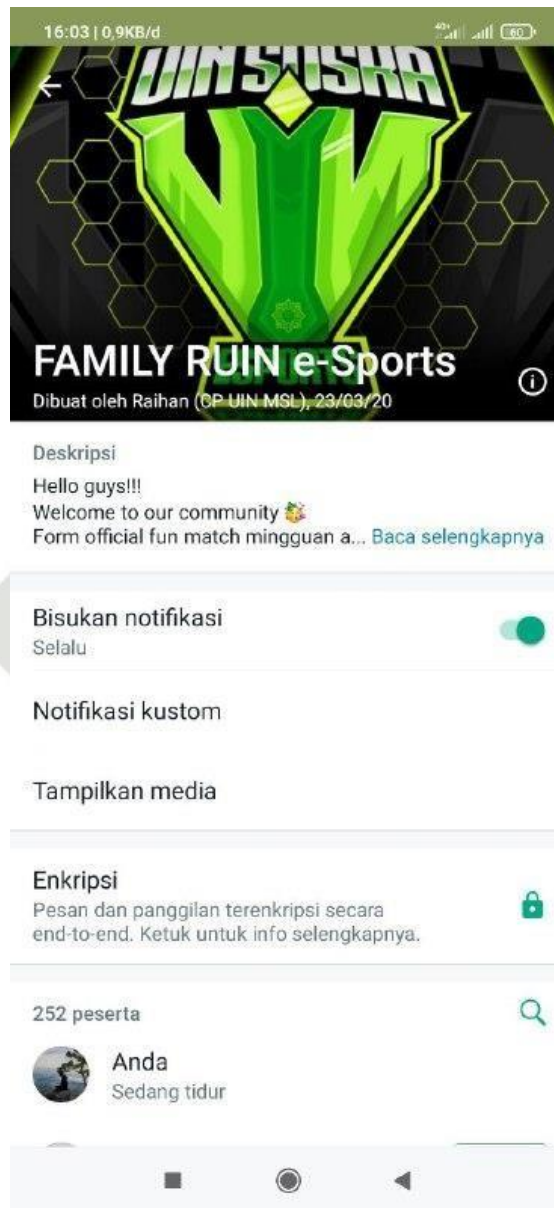 16:03 | 0,9KB/d 60
UIN SUSKA
ESPORTS
FAMILY RUIN e-Sports
Dibuat oleh Raihan (CP UIN MSL), 23/03/20
Deskripsi
Hello guys!!!
Welcome to our community
Form official fun match mingguan a... Baca selengkapnya
Bisukan notifikasi
Selalu
Notifikasi kustom
Tampilkan media
Enkripsi
Pesan dan panggilan terenkripsi secara
end-to-end. Ketuk untuk info selengkapnya.
252 peserta
Anda
Sedang tidur